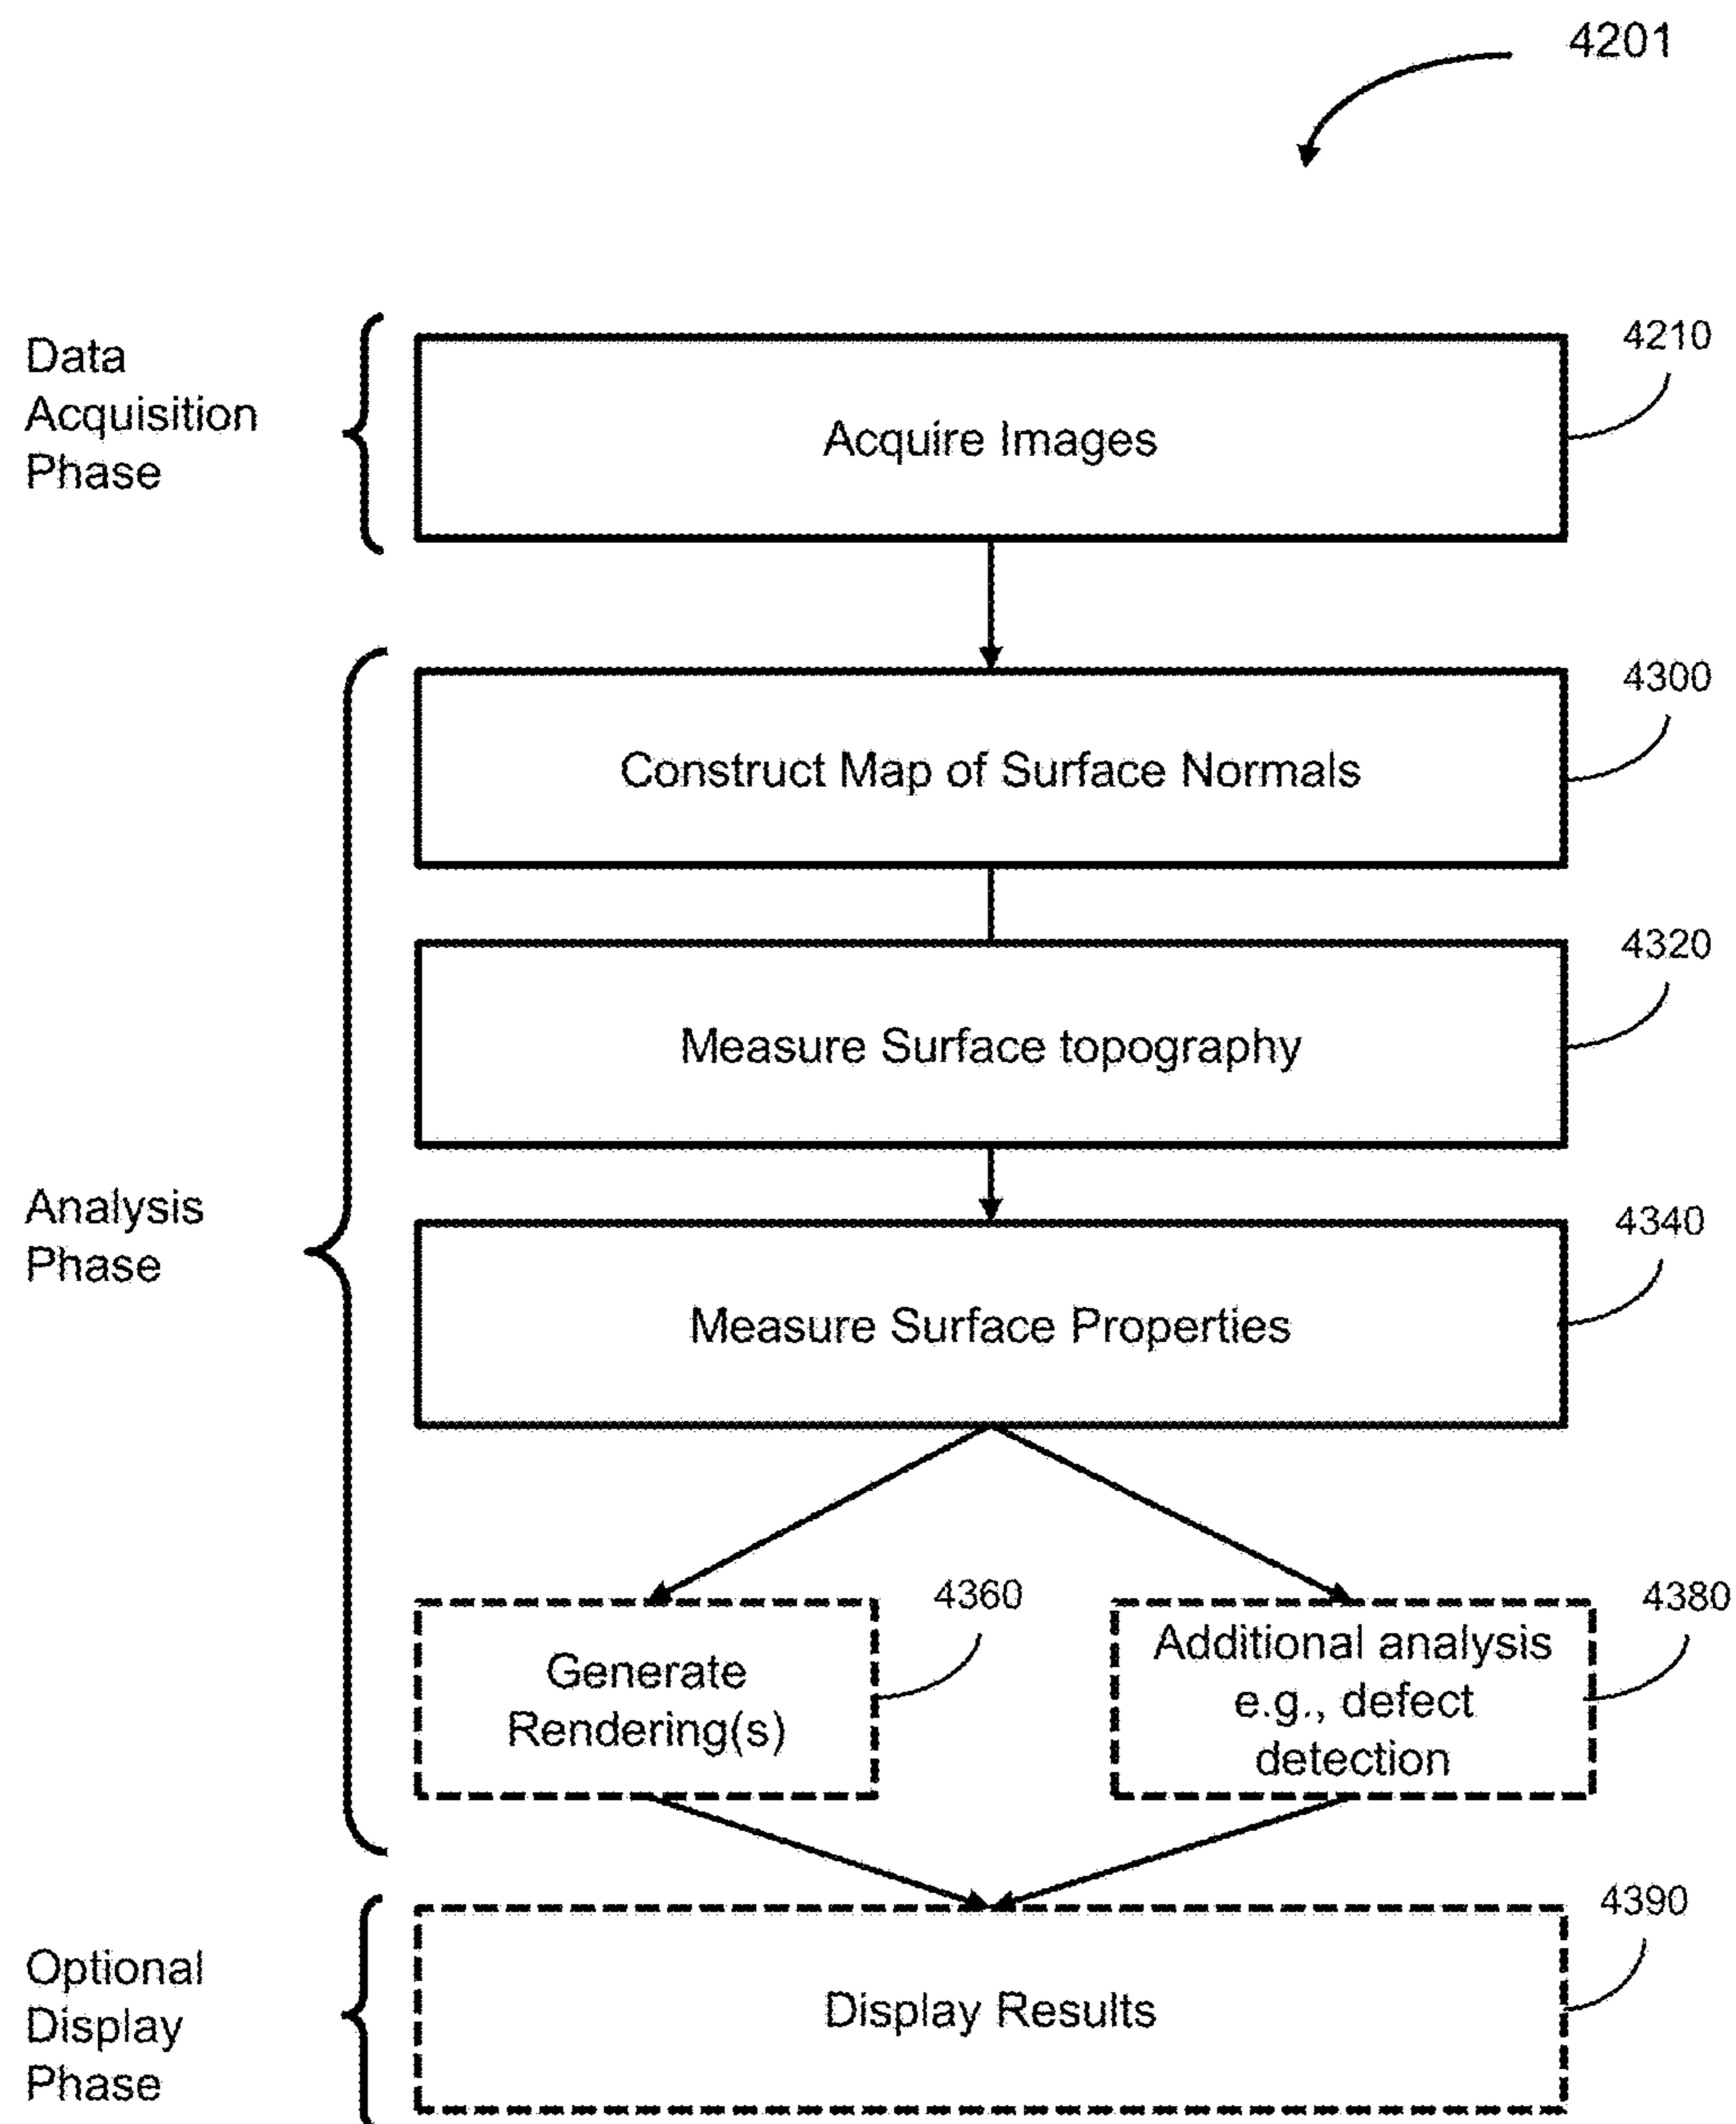 4201
Data
Acquisition
Phase
4210
Acquire Images
4300
Construct Map of Surface Normals
4320
Measure Surface topography
Analysis
Phase
4340
Measure Surface Properties
4360
Generate
Rendering(s)
4380
Additional analysis
e.g., defect
detection
Optional
Display
Phase
4390
Display Results